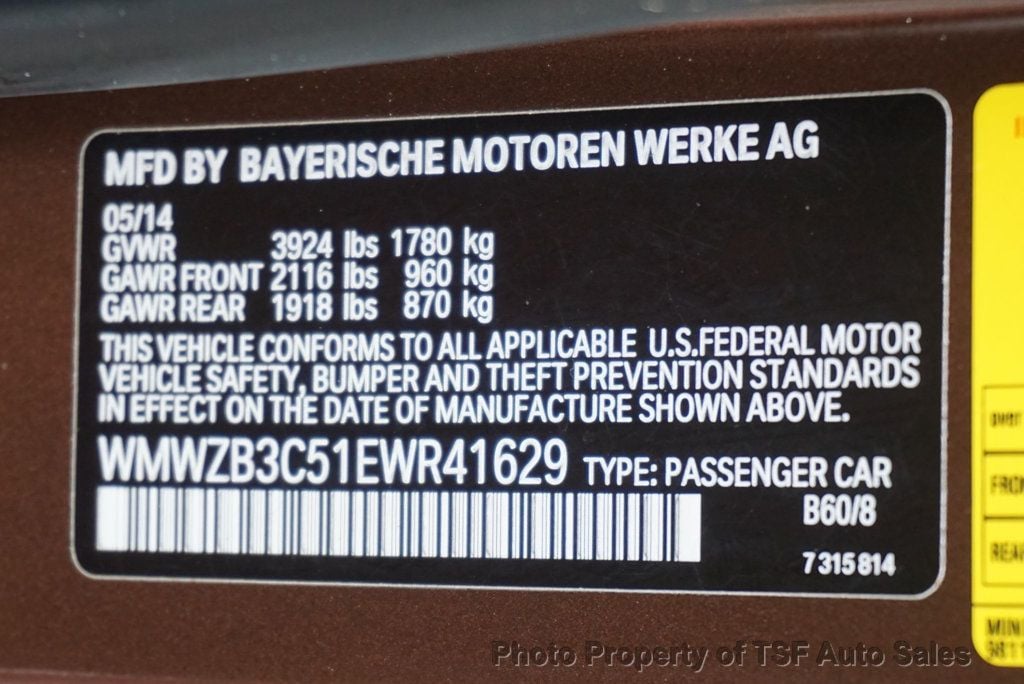 MFD BY BAYERISCHE MOTOREN WERKE AG
05/14
GVWR 3924 lbs 1780 kg
GAWR FRONT 2116 lbs 960 kg
GAWR REAR 1918 lbs 870 kg
THIS VEHICLE CONFORMS TO ALL APPLICABLE U.S.FEDERAL MOTOR
VEHICLE SAFETY, BUMPER AND THEFT PREVENTION STANDARDS
IN EFFECT ON THE DATE OF MANUFACTURE SHOWN ABOVE.
WMWZB3C51EWR41629 TYPE: PASSENGER CAR
B60/8
7 315 814
MINI
Photo Property of TSF Auto Sales